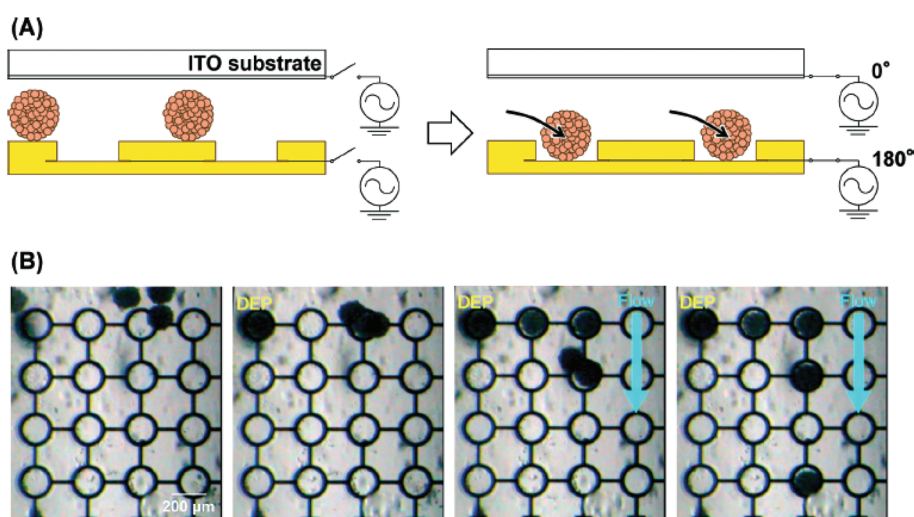 (A)
ITO substrate
0°
180°
(B)
DEP
DEP
Flow
DEP
Flow
200 μm